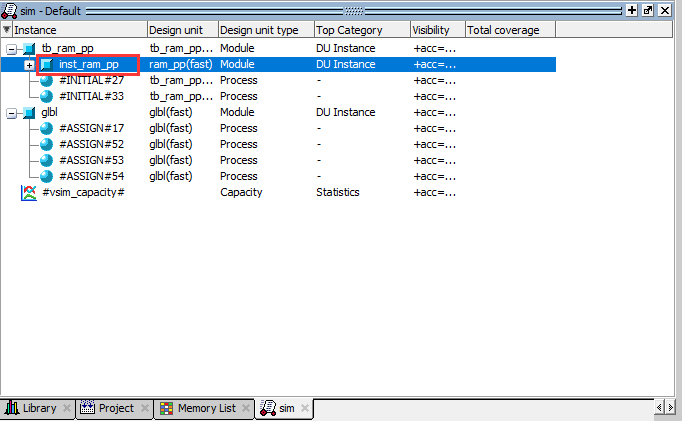 sim - Default
Instance Design unit Design unit type Top Category Visibility Total coverage
tb_ram_pp tb_ram_pp... Module DU Instance +acc=...
inst_ram_pp ram_pp(fast) Module DU Instance +acc=...
#INITIAL#27 tb_ram_pp... Process - +acc=...
#INITIAL#33 tb_ram_pp... Process - +acc=...
glbl glbl(fast) Module DU Instance +acc=...
#ASSIGN#17 glbl(fast) Process - +acc=...
#ASSIGN#52 glbl(fast) Process - +acc=...
#ASSIGN#53 glbl(fast) Process - +acc=...
#ASSIGN#54 glbl(fast) Process - +acc=...
#vsim_capacity# Capacity Statistics +acc=...
Library Project Memory List sim